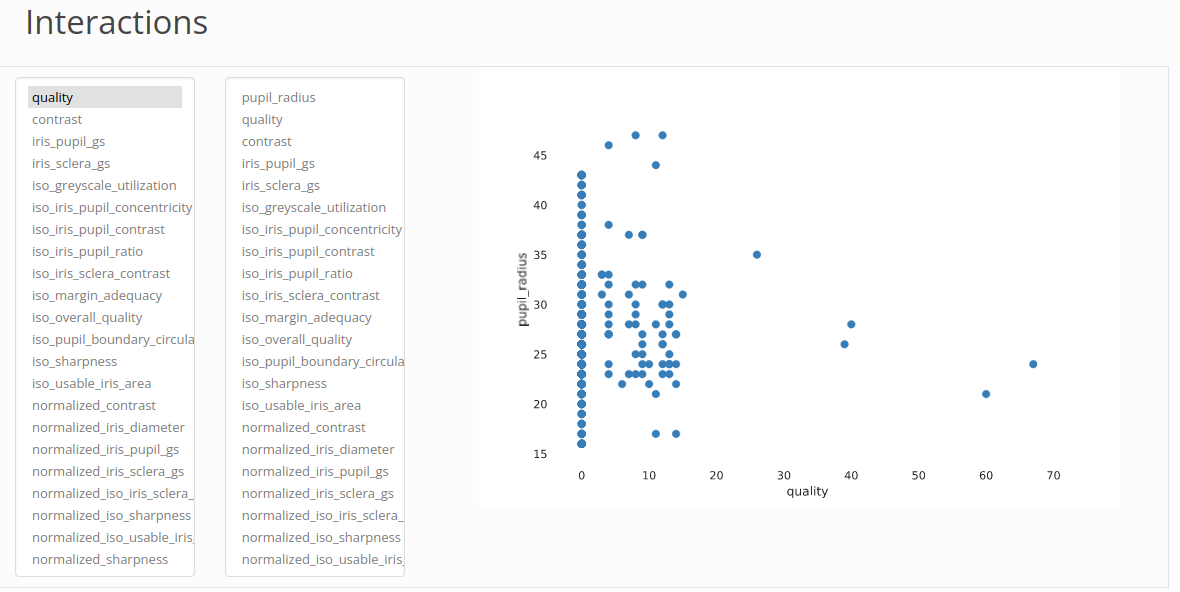 Interactions
quality
contrast
iris_pupil_gs
iris_sclera_gs
iso_greyscale_utilization
iso_iris_pupil_concentricity
iso_iris_pupil_contrast
iso_iris_pupil_ratio
iso_iris_sclera_contrast
iso_margin_adequacy
iso_overall_quality
iso_pupil_boundary_circula
iso_sharpness
iso_usable_iris_area
normalized_contrast
normalized_iris_diameter
normalized_iris_pupil_gs
normalized_iris_sclera_gs
normalized_iso_iris_sclera_
normalized_iso_sharpness
normalized_iso_usable_iris_
normalized_sharpness
pupil_radius
quality
contrast
iris_pupil_gs
iris_sclera_gs
iso_greyscale_utilization
iso_iris_pupil_concentricity
iso_iris_pupil_contrast
iso_iris_pupil_ratio
iso_iris_sclera_contrast
iso_margin_adequacy
iso_overall_quality
iso_pupil_boundary_circula
iso_sharpness
iso_usable_iris_area
normalized_contrast
normalized_iris_diameter
normalized_iris_pupil_gs
normalized_iris_sclera_gs
normalized_iso_iris_sclera_
normalized_iso_sharpness
normalized_iso_usable_iris_
pupil_radius
45
40
35
30
25
20
15
0 10 20 30 40 50 60 70
quality